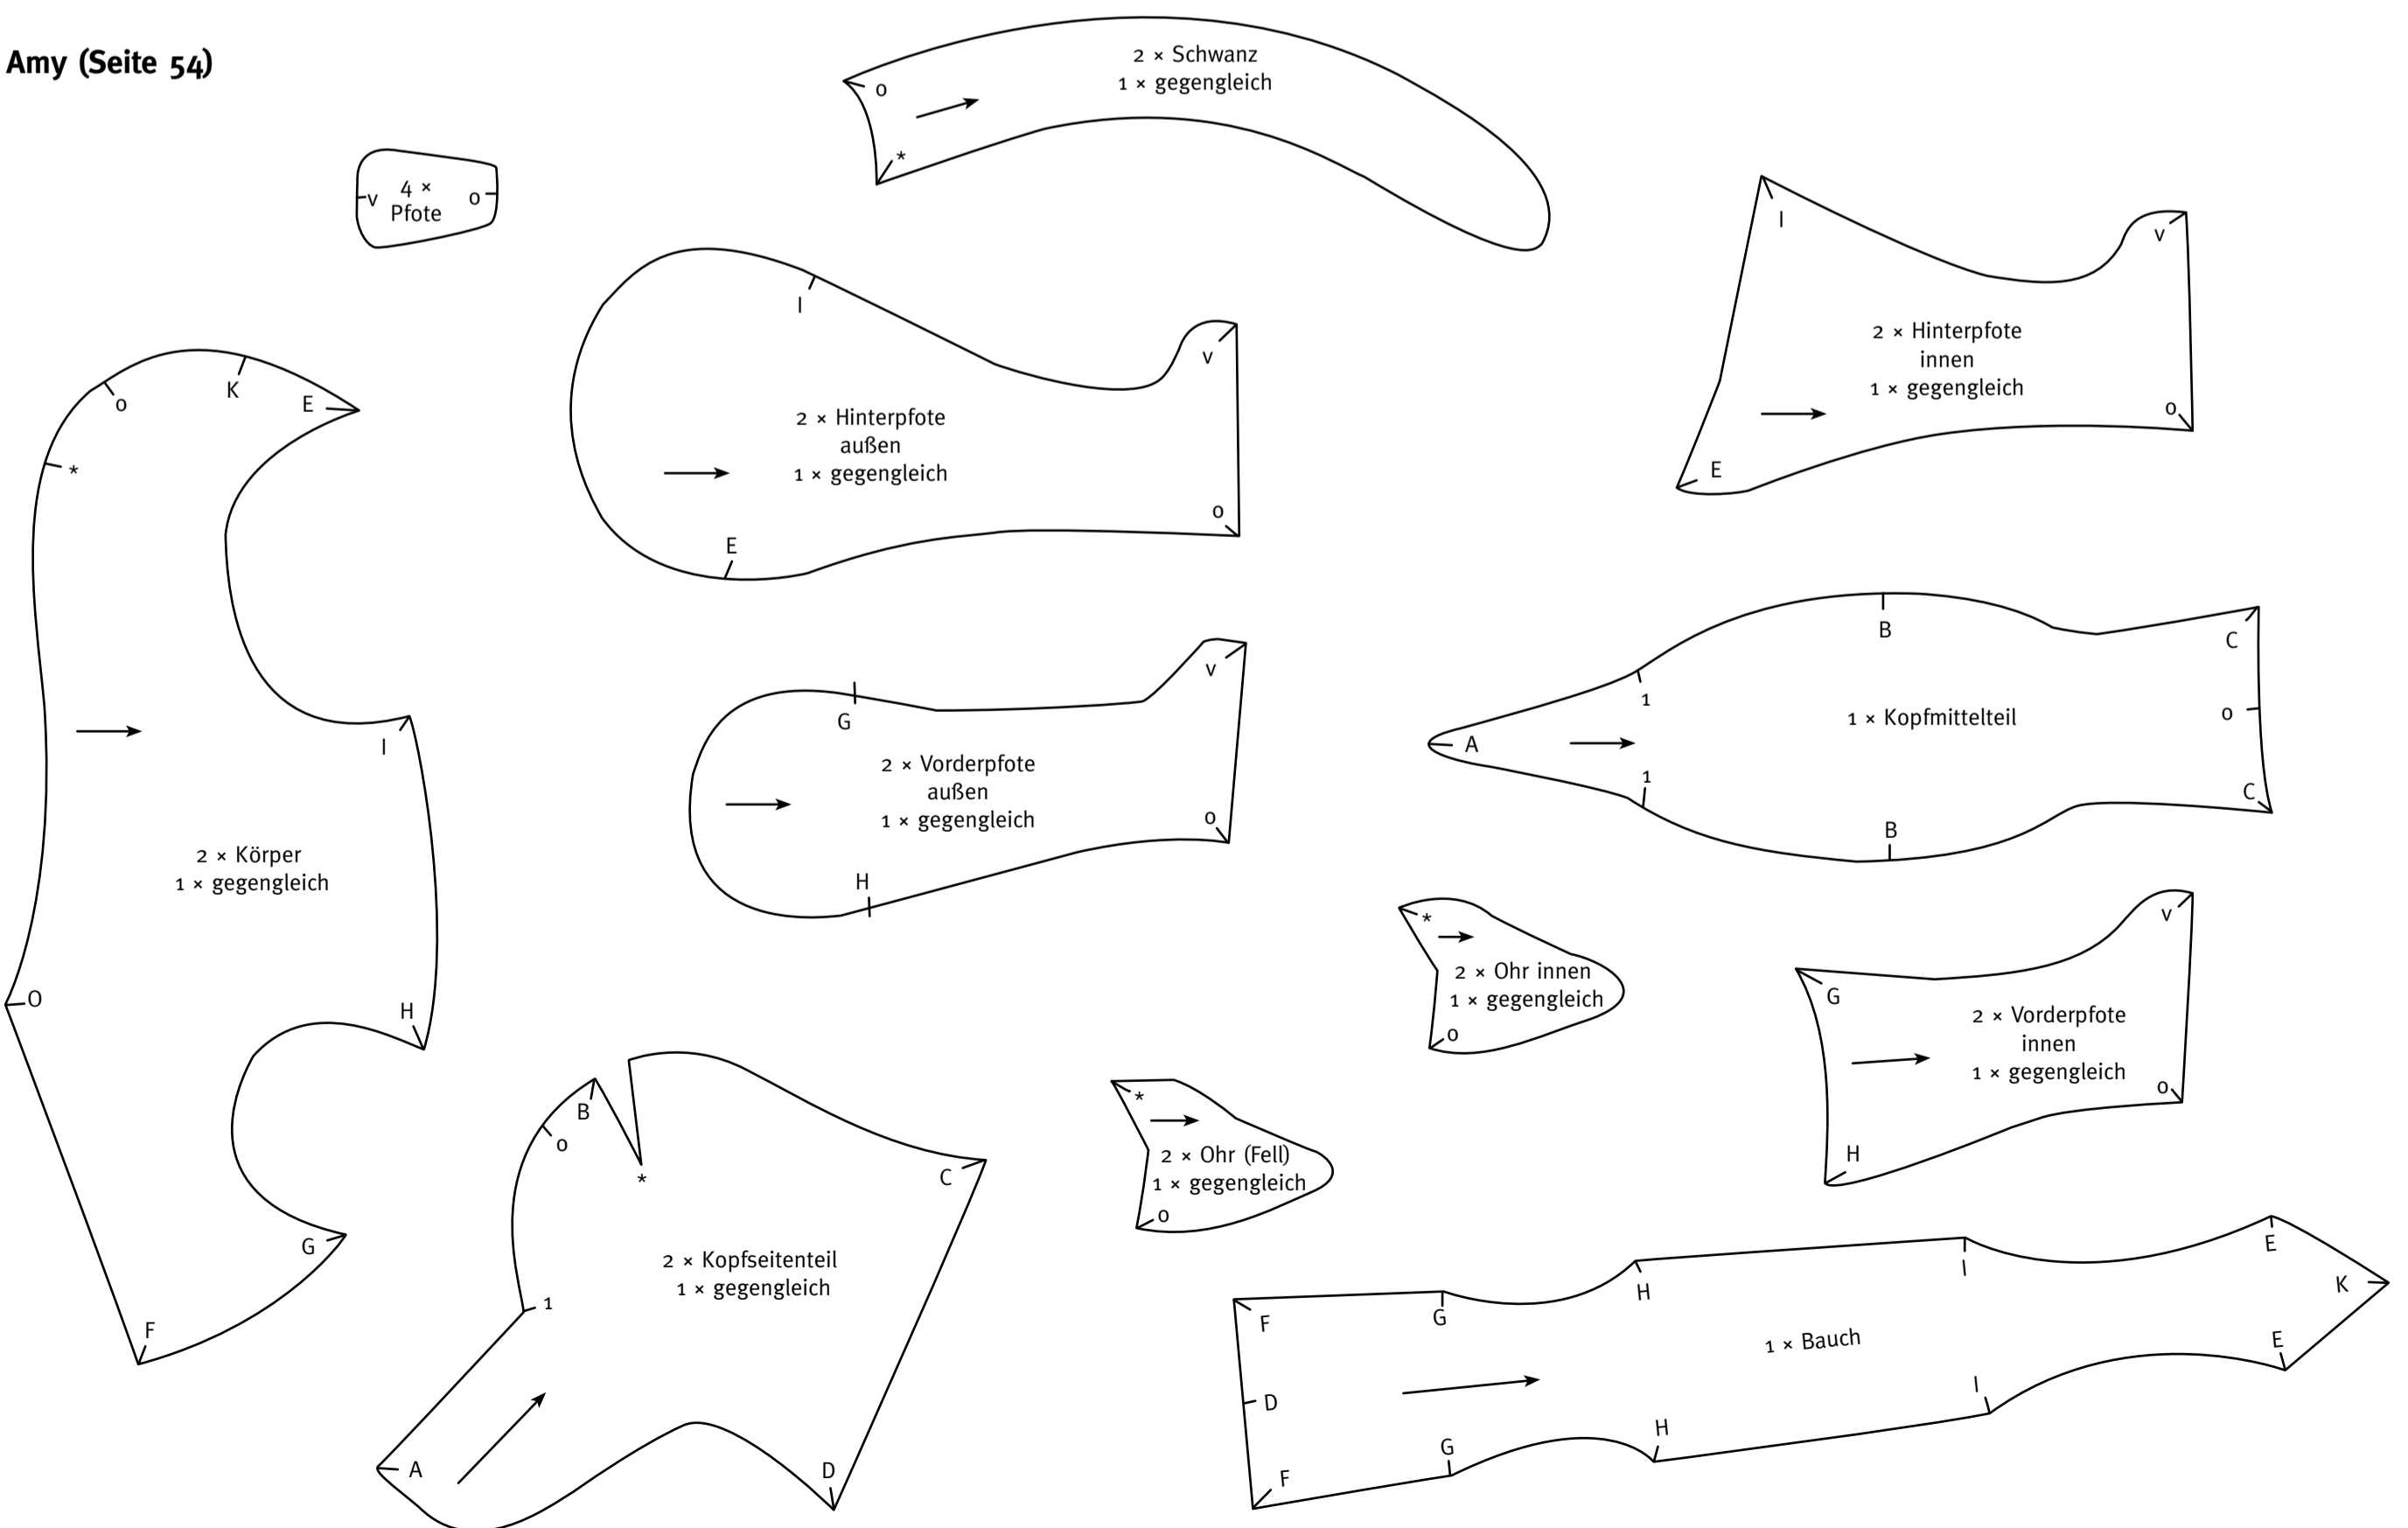 Amy (Seite 54)
2 × Schwanz
1 × gegengleich
o
*
v
4 ×
Pfote
o
I
v
2 × Hinterpfote
innen
1 × gegengleich
o
E
I
v
2 × Hinterpfote
außen
1 × gegengleich
o
E
K
E
o
*
I
2 × Körper
1 × gegengleich
O
H
G
F
G
v
2 × Vorderpfote
außen
1 × gegengleich
o
H
B
C
1
o
1 × Kopfmittelteil
A
1
C
B
*
2 × Ohr innen
1 × gegengleich
o
v
G
2 × Vorderpfote
innen
1 × gegengleich
o
H
*
2 × Ohr (Fell)
1 × gegengleich
o
B
o
*
C
2 × Kopfseitenteil
1 × gegengleich
1
A
D
F
G
H
I
E
K
1 × Bauch
D
E
I
H
G
F